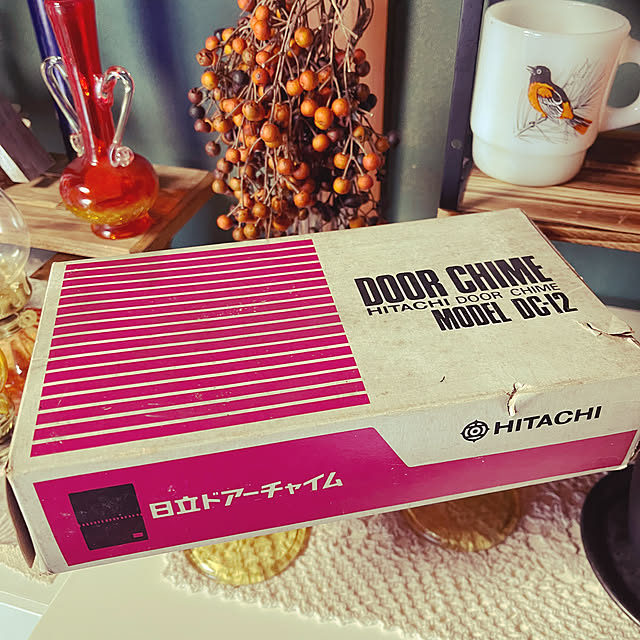 DOOR CHIME
HITACHI DOOR CHIME
MODEL DC-12
HITACHI
日立ドアーチャイム